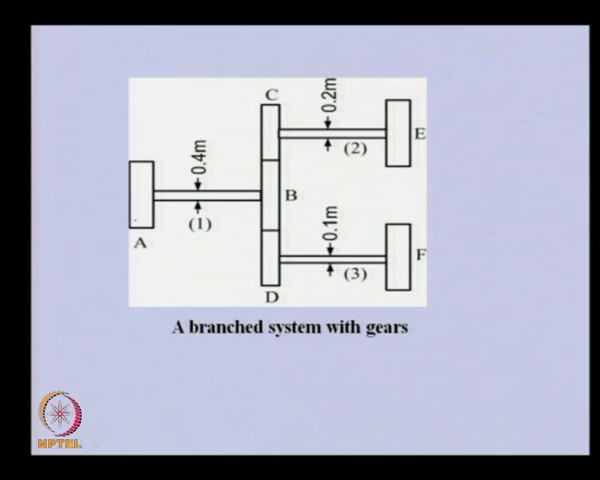 C
0.2m
E
(2)
0.4m
B
(1)
A
0.1m
F
(3)
D
A branched system with gears
NPTEL